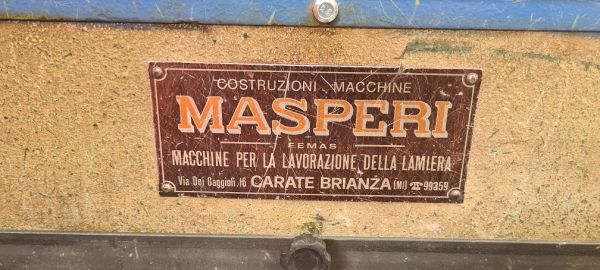 COSTRUZIONI MACCHINE
MASPERI
FEMAS
MACCHINE PER LA LAVORAZIONE DELLA LAMIERA
Via Dei Gaggioli, 16 CARATE BRIANZA (MI) ☎ 99359